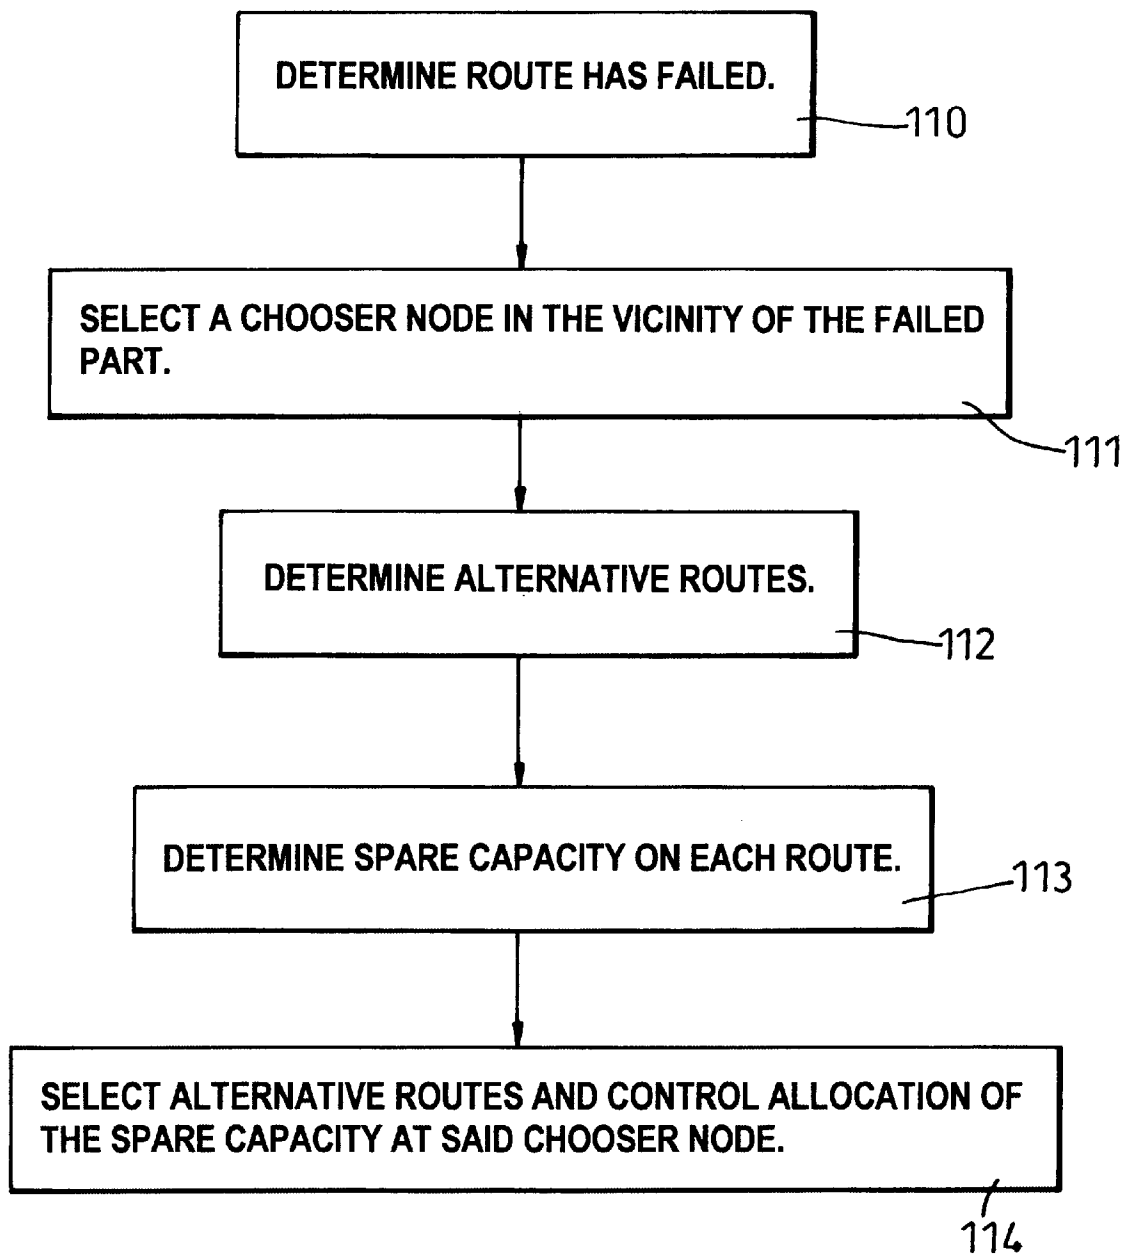 DETERMINE ROUTE HAS FAILED.
110
SELECT A CHOOSER NODE IN THE VICINITY OF THE FAILED
PART.
111
DETERMINE ALTERNATIVE ROUTES.
112
DETERMINE SPARE CAPACITY ON EACH ROUTE.
113
SELECT ALTERNATIVE ROUTES AND CONTROL ALLOCATION OF
THE SPARE CAPACITY AT SAID CHOOSER NODE.
114